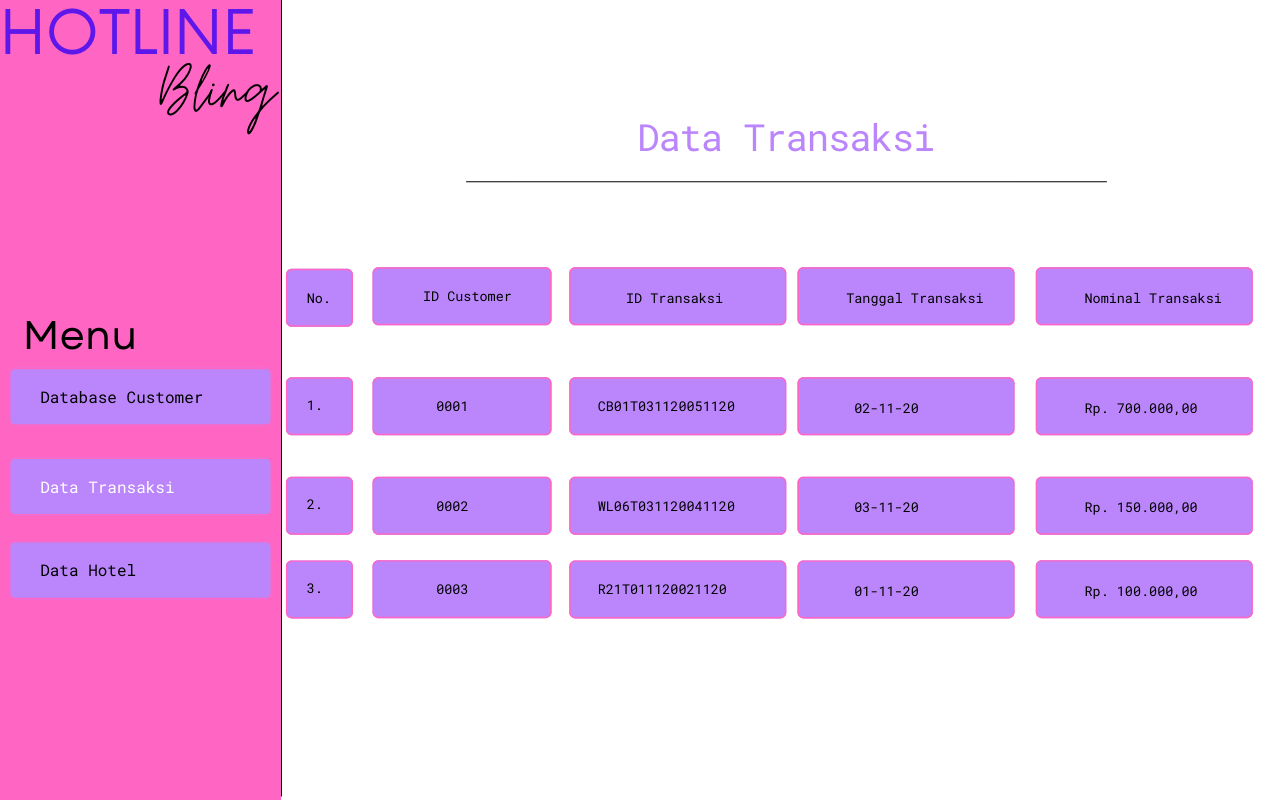 HOTLINE
Bling
Data Transaksi
Menu
Database Customer
Data Transaksi
Data Hotel
No. ID Customer ID Transaksi Tanggal Transaksi Nominal Transaksi
1. 0001 CB01T031120051120 02-11-20 Rp. 700.000,00
2. 0002 WL06T031120041120 03-11-20 Rp. 150.000,00
3. 0003 R21T011120021120 01-11-20 Rp. 100.000,00